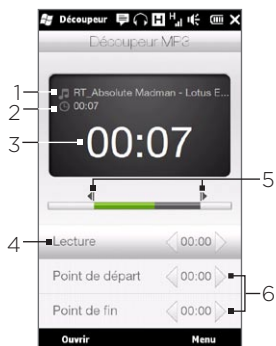 Découpeur H H
Découpeur MP3
1 RT_Absolute Madman - Lotus E...
2 00:07
3 00:07
5
4 Lecture 00:00
Point de départ 00:00
6
Point de fin 00:00
Ouvrir Menu